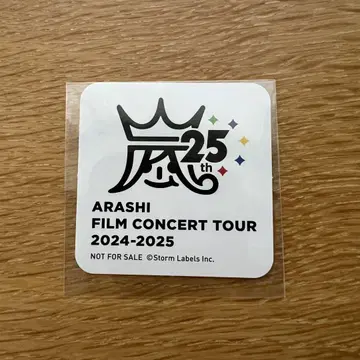 嵐
25th
ARASHI
FILM CONCERT TOUR
2024-2025
NOT FOR SALE ©Storm Labels Inc.